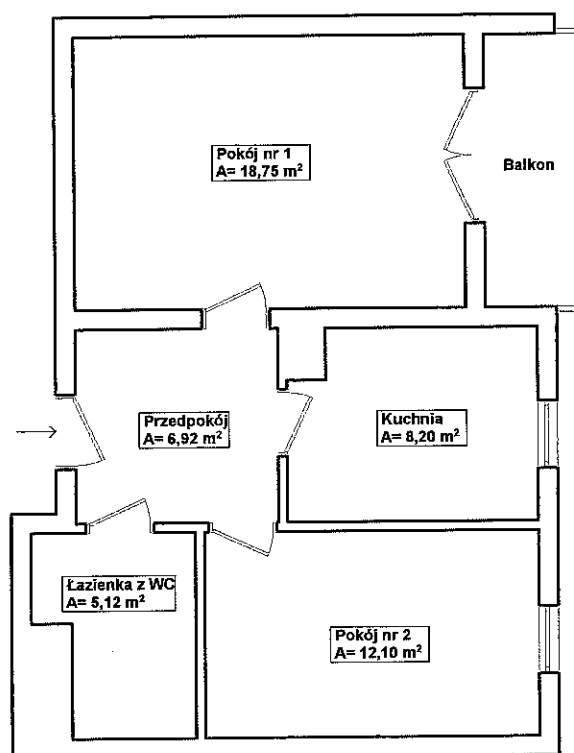 Pokój nr 1
A= 18,75 m²
Balkon
Przedpokój
A= 6,92 m²
Kuchnia
A= 8,20 m²
Łazienka z WC
A= 5,12 m²
Pokój nr 2
A= 12,10 m²